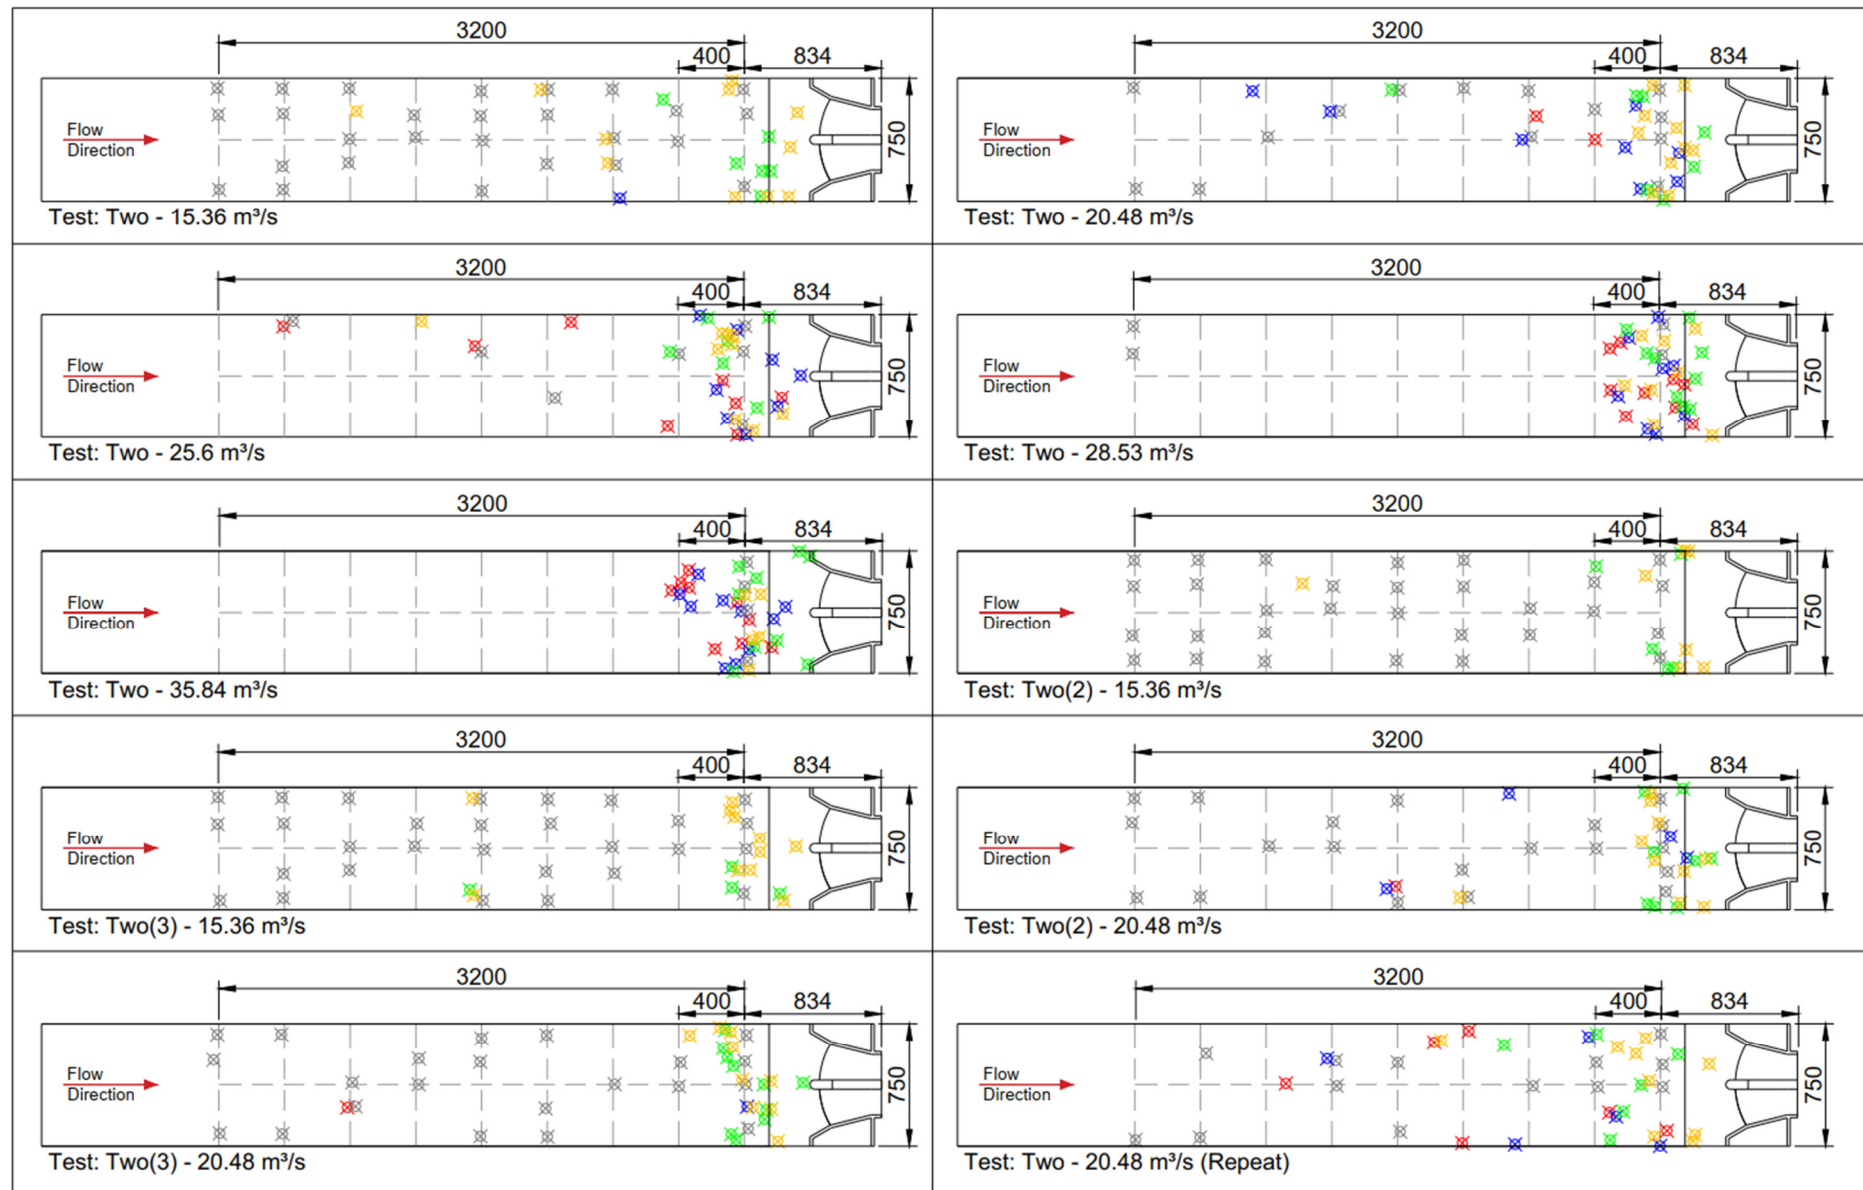 3200
400 834
Flow
Direction
750
Test: Two - 15.36 m³/s
3200
400 834
Flow
Direction
750
Test: Two - 20.48 m³/s
3200
400 834
Flow
Direction
750
Test: Two - 25.6 m³/s
3200
400 834
Flow
Direction
750
Test: Two - 28.53 m³/s
3200
400 834
Flow
Direction
750
Test: Two - 35.84 m³/s
3200
400 834
Flow
Direction
750
Test: Two(2) - 15.36 m³/s
3200
400 834
Flow
Direction
750
Test: Two(3) - 15.36 m³/s
3200
400 834
Flow
Direction
750
Test: Two(2) - 20.48 m³/s
3200
400 834
Flow
Direction
750
Test: Two(3) - 20.48 m³/s
3200
400 834
Flow
Direction
750
Test: Two - 20.48 m³/s (Repeat)